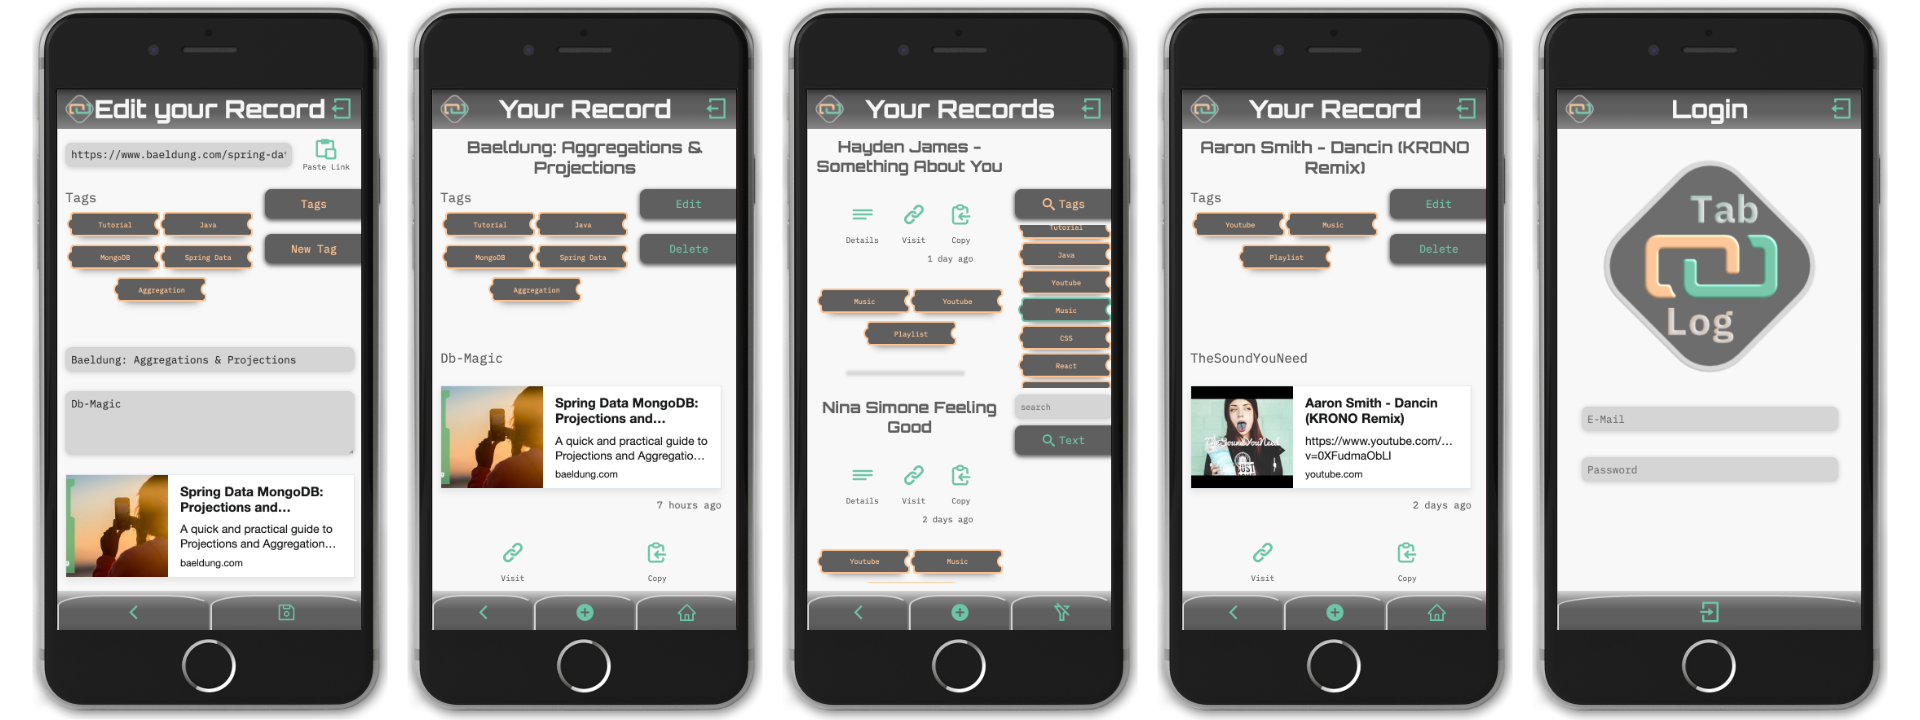 Edit your Record
https://www.baeldung.com/spring-da
Paste Link
Tags
Tags
Tutorial
Java
New Tag
MongoDB
Spring Data
Aggregation
Baeldung: Aggregations & Projections
Db-Magic
Spring Data MongoDB:
Projections and...
A quick and practical guide to
Projections and Aggregation...
baeldung.com
Your Record
Baeldung: Aggregations &
Projections
Tags
Edit
Tutorial
Java
Delete
MongoDB
Spring Data
Aggregation
Db-Magic
Spring Data MongoDB:
Projections and...
A quick and practical guide to
Projections and Aggregatio...
baeldung.com
7 hours ago
Visit
Copy
Your Records
Hayden James -
Something About You
Details
Visit
Copy
1 day ago
Music
Youtube
Playlist
Tags
Tutorial
Java
Youtube
Music
CSS
React
search
Text
Nina Simone Feeling
Good
Details
Visit
Copy
2 days ago
Youtube
Music
Your Record
Aaron Smith - Dancin (KRONO
Remix)
Tags
Edit
Youtube
Music
Delete
Playlist
TheSoundYouNeed
TheSoundYouNeed
Aaron Smith - Dancin
(KRONO Remix)
https://www.youtube.com/...
v=0XFudmaObLI
youtube.com
2 days ago
Visit
Copy
Login
Tab
Log
E-Mail
Password